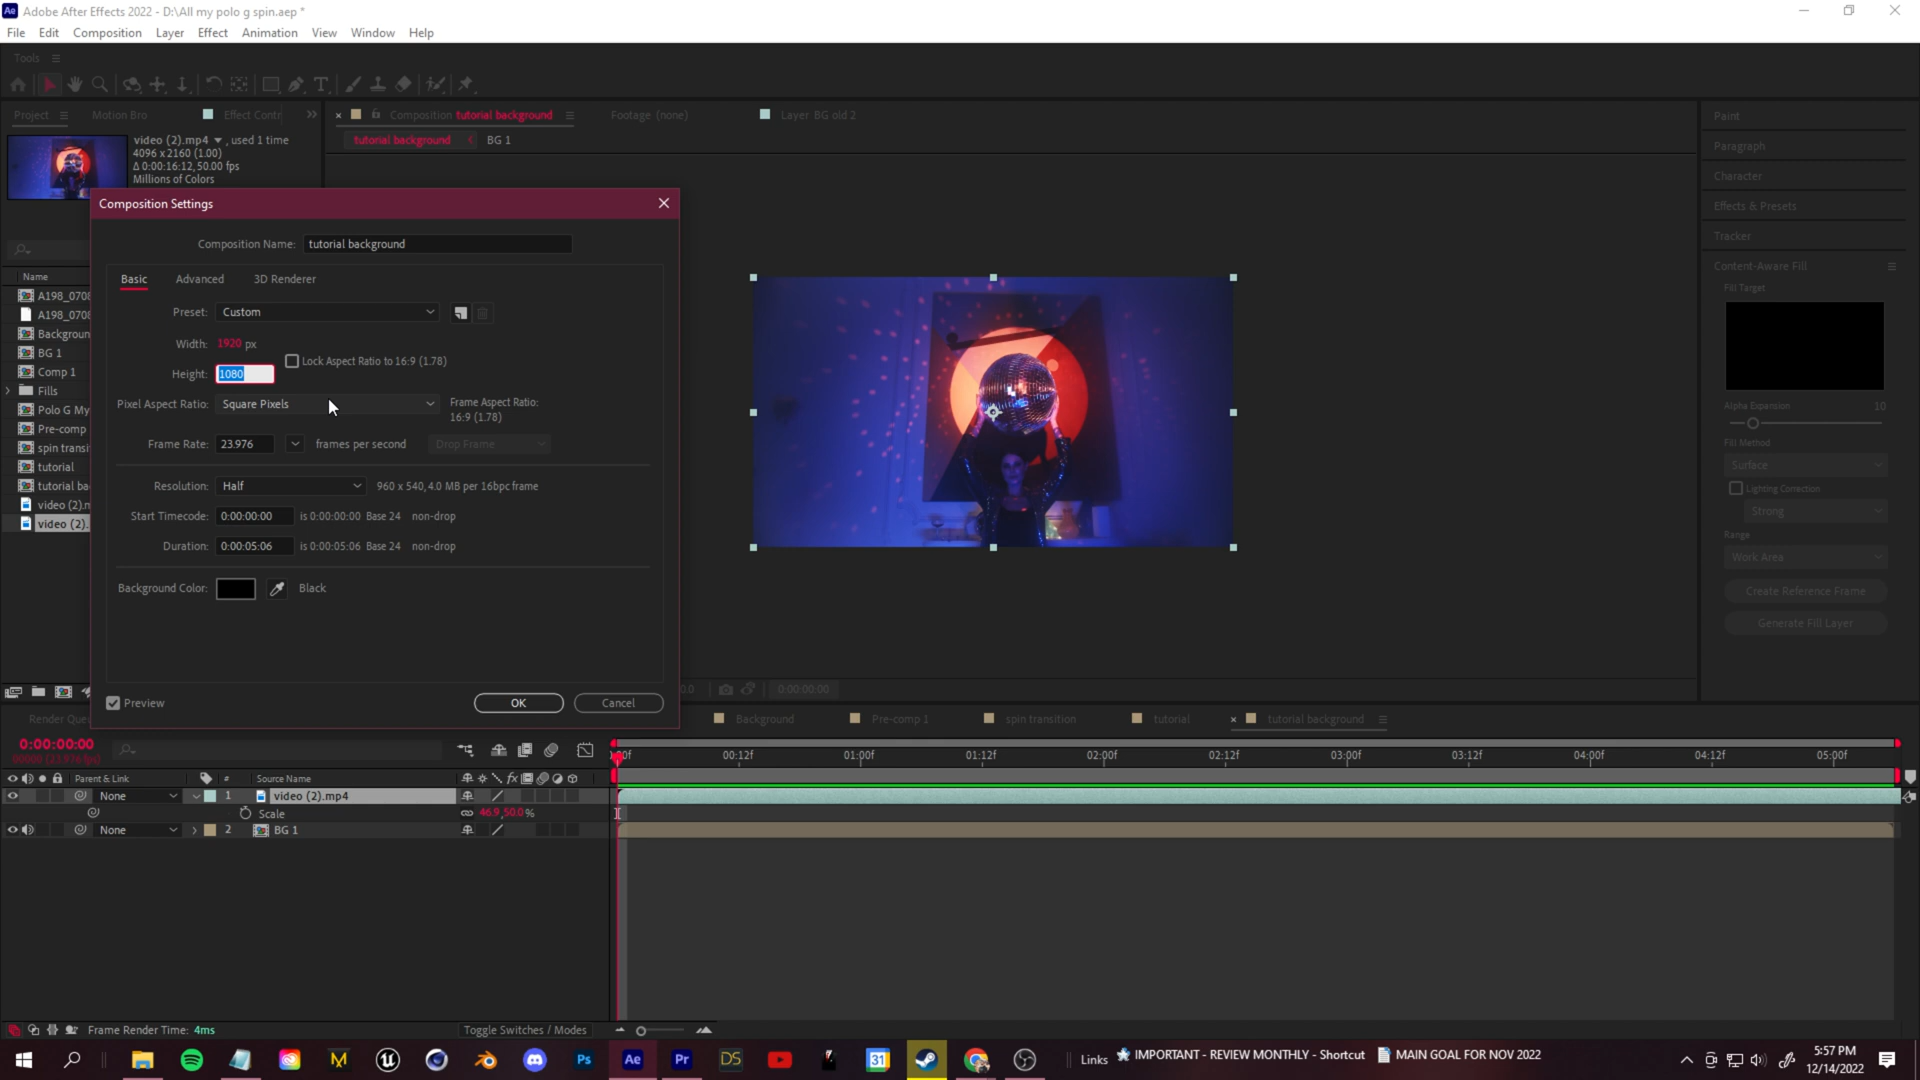 Adobe After Effects 2022 - D:\All my polo g spin.aep *
File Edit Composition Layer Effect Animation View Window Help
Tools
Project Motion Bro Effect Contr
Composition tutorial background Footage (none) Layer BG old 2
tutorial background BG 1
video (2).mp4 , used 1 time
4096 x 2160 (1.00)
Δ 0:00:16:12, 50.00 fps
Millions of Colors
Name
A198_0708
A198_0708
Backgroun
BG 1
Comp 1
Fills
Polo G My
Pre-comp
spin transi
tutorial
tutorial ba
video (2).m
video (2).
Composition Settings
Composition Name: tutorial background
Basic Advanced 3D Renderer
Preset: Custom
Width: 1920 px
Lock Aspect Ratio to 16:9 (1.78)
Height: 1080
Pixel Aspect Ratio: Square Pixels
Frame Aspect Ratio:
16:9 (1.78)
Frame Rate: 23.976 frames per second Drop Frame
Resolution: Half 960 x 540, 4.0 MB per 16bpc frame
Start Timecode: 0:00:00:00 is 0:00:00:00 Base 24 non-drop
Duration: 0:00:05:06 is 0:00:05:06 Base 24 non-drop
Background Color: Black
Preview OK Cancel
Paint
Paragraph
Character
Effects & Presets
Tracker
Content-Aware Fill
Fill Target
Alpha Expansion 10
Fill Method
Surface
Lighting Correction
Strong
Range
Work Area
Create Reference Frame
Generate Fill Layer
0.0 0:00:00:00
Render Que Background Pre-comp 1 spin transition tutorial tutorial background
0:00:00:00
00000 (23.976 fps)
:00f 00:12f 01:00f 01:12f 02:00f 02:12f 03:00f 03:12f 04:00f 04:12f 05:00f
Parent & Link # Source Name fx
None 1 video (2).mp4
Scale 46.9,50.0 %
None 2 BG 1
Frame Render Time: 4ms Toggle Switches / Modes
Ps Ae Pr DS 31
Links IMPORTANT - REVIEW MONTHLY - Shortcut MAIN GOAL FOR NOV 2022
5:57 PM
12/14/2022